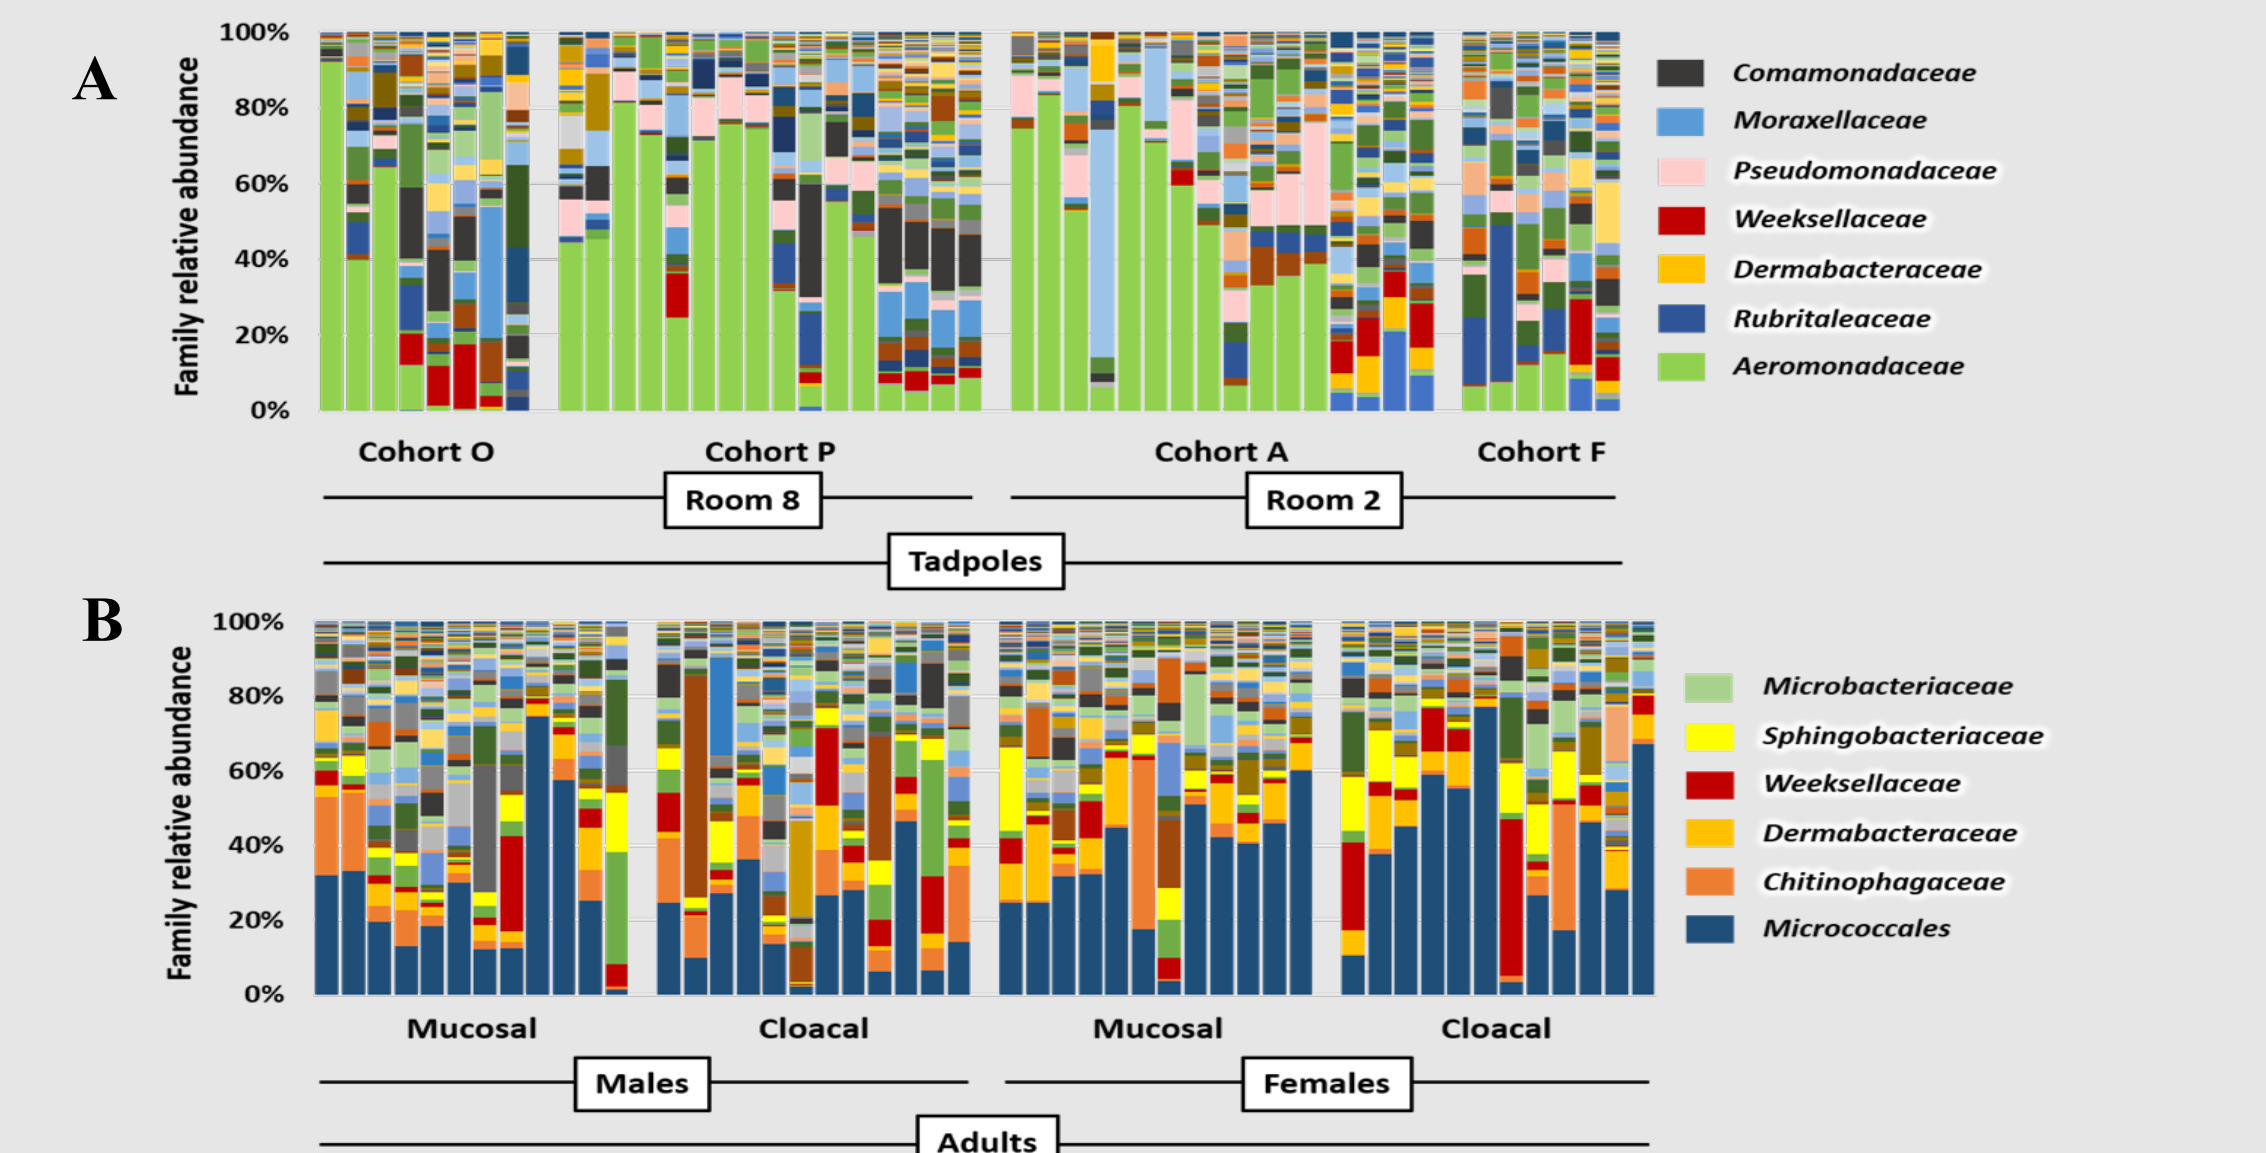 A
Family relative abundance
100%
80%
60%
40%
20%
0%
Comamonadaceae
Moraxellaceae
Pseudomonadaceae
Weeksellaceae
Dermabacteraceae
Rubritaleaceae
Aeromonadaceae
Cohort O
Cohort P
Cohort A
Cohort F
Room 8
Room 2
Tadpoles
B
Family relative abundance
100%
80%
60%
40%
20%
0%
Microbacteriaceae
Sphingobacteriaceae
Weeksellaceae
Dermabacteraceae
Chitinophagaceae
Micrococcales
Mucosal
Cloacal
Mucosal
Cloacal
Males
Females
Adults